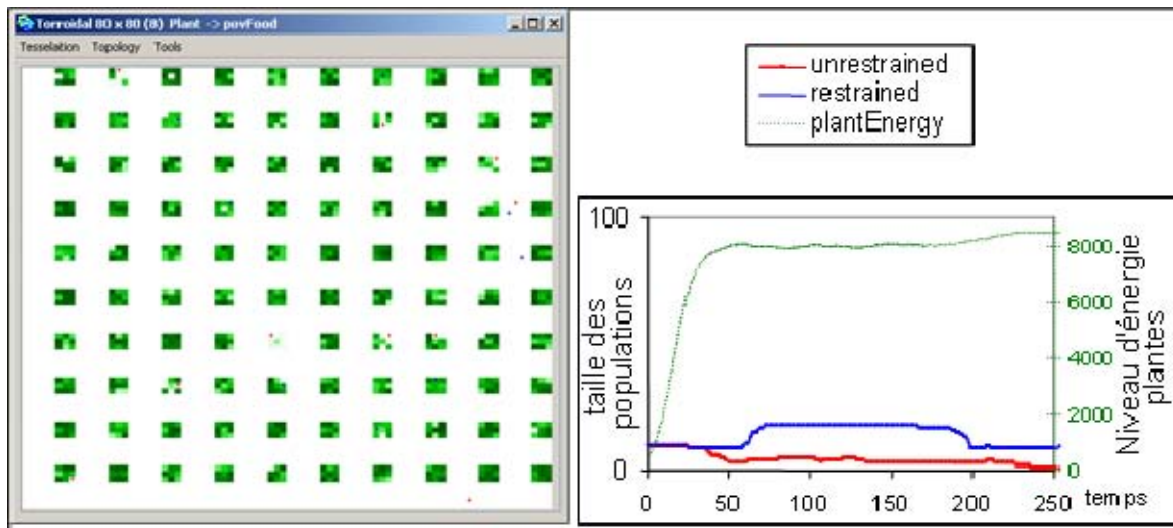 Torroidal 80 x 80 (8) Plant -> povFood
Tesselation Topology Tools
unrestrained
restrained
plantEnergy
taille des
populations
100
0
0 50 100 150 200 250
temps
8000
6000
4000
2000
0
Niveau d'énergie
plantes